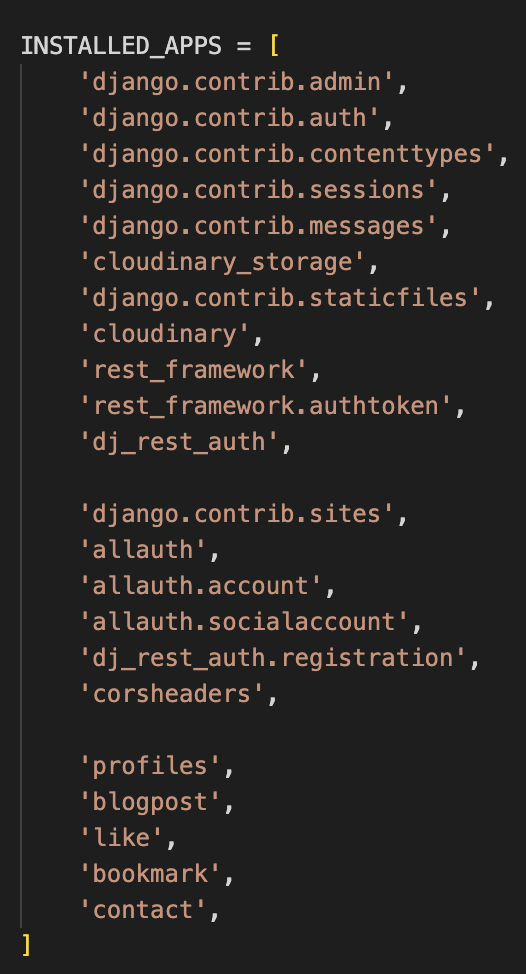 INSTALLED_APPS = [
    'django.contrib.admin',
    'django.contrib.auth',
    'django.contrib.contenttypes',
    'django.contrib.sessions',
    'django.contrib.messages',
    'cloudinary_storage',
    'django.contrib.staticfiles',
    'cloudinary',
    'rest_framework',
    'rest_framework.authtoken',
    'dj_rest_auth',

    'django.contrib.sites',
    'allauth',
    'allauth.account',
    'allauth.socialaccount',
    'dj_rest_auth.registration',
    'corsheaders',

    'profiles',
    'blogpost',
    'like',
    'bookmark',
    'contact',
]